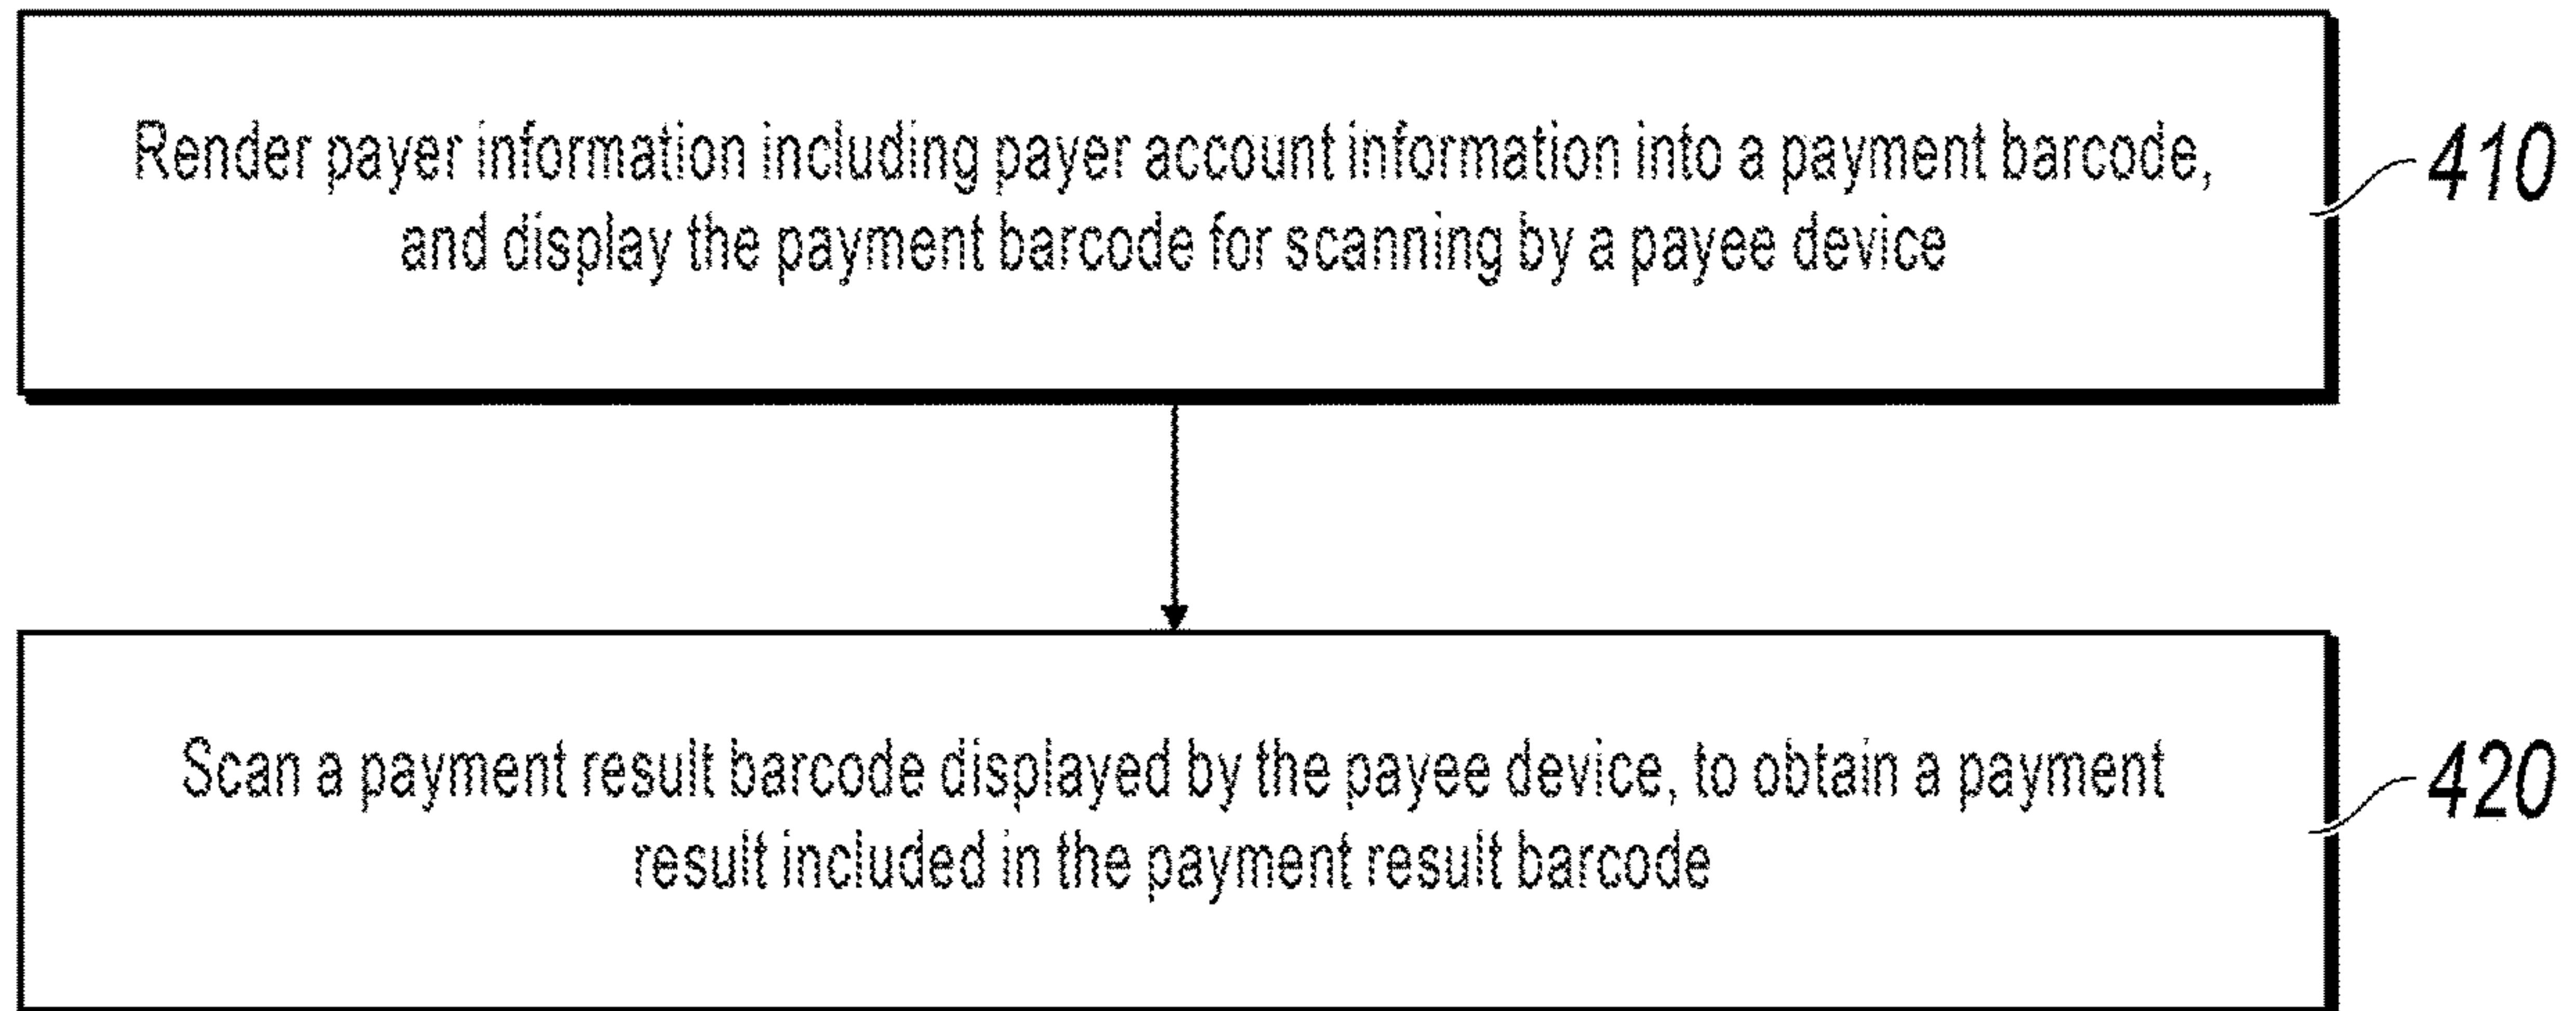 Render payer information including payer account information into a payment barcode,
and display the payment barcode for scanning by a payee device
410
Scan a payment result barcode displayed by the payee device, to obtain a payment
result included in the payment result barcode
420